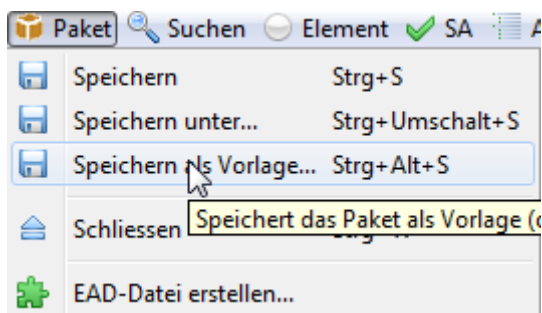 Paket Suchen Element SA
Speichern Strg+S
Speichern unter... Strg+Umschalt+S
Speichern als Vorlage... Strg+Alt+S
Speichert das Paket als Vorlage
Schliessen
EAD-Datei erstellen...